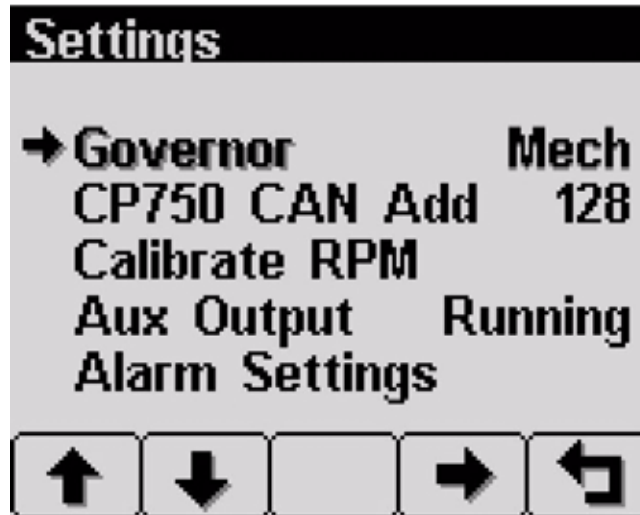 Settings
Governor Mech
CP750 CAN Add 128
Calibrate RPM
Aux Output Running
Alarm Settings